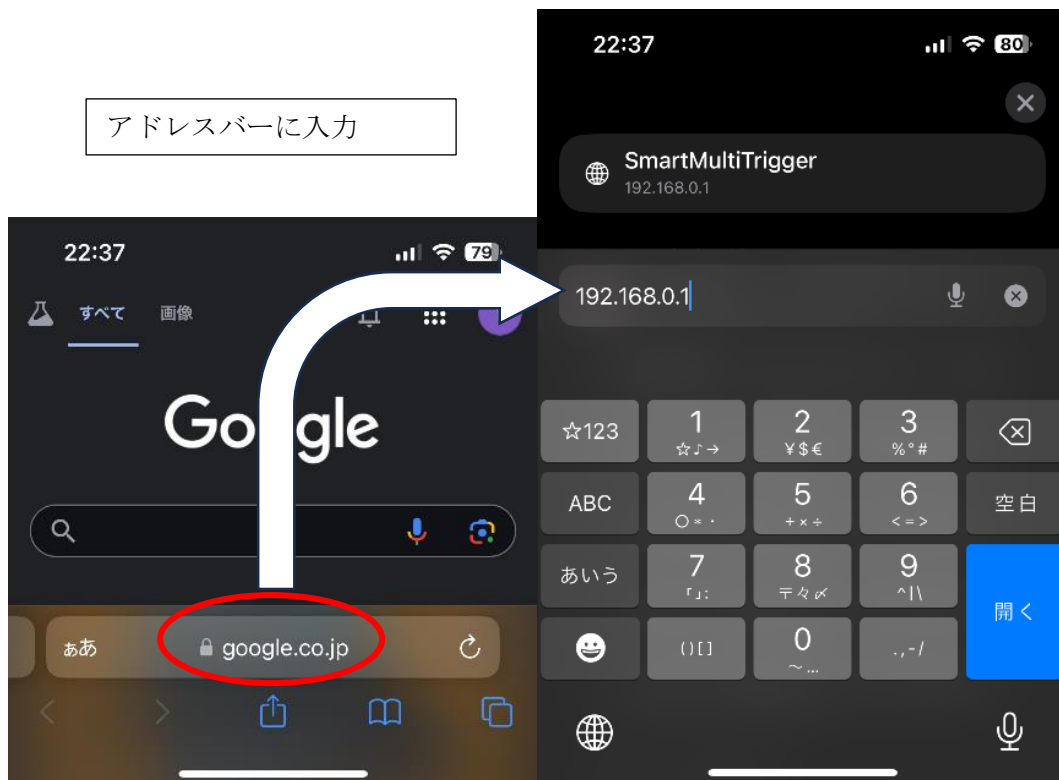 アドレスバーに入力
22:37
79
すべて 画像
Google
ぁあ google.co.jp
22:37
80
SmartMultiTrigger
192.168.0.1
192.168.0.1
☆123 1 2 3
☆♪→ ¥$€ %°#
ABC 4 5 6 空白
○*・ +×÷ <=>
あいう 7 8 9 開く
「」: 〒々〆 ^|\
()[] 0 .,-/
～…